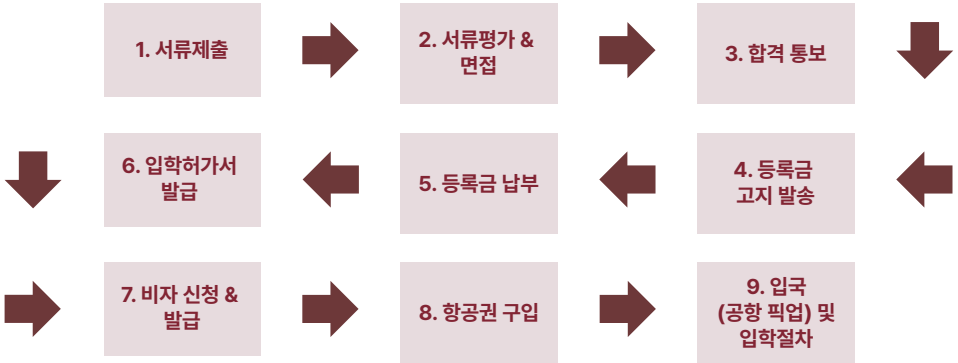 1. 서류제출
2. 서류평가 &
면접
3. 합격 통보
4. 등록금
고지 발송
5. 등록금 납부
6. 입학허가서
발급
7. 비자 신청 &
발급
8. 항공권 구입
9. 입국
(공항 픽업) 및
입학절차